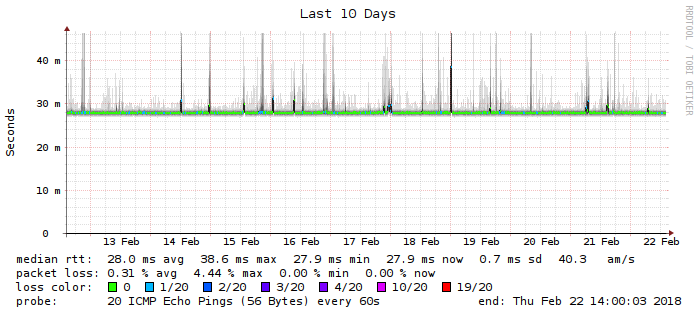 Last 10 Days
RRDTOOL / TOBI OETIKER
Seconds
40 m
30 m
20 m
10 m
0
13 Feb 14 Feb 15 Feb 16 Feb 17 Feb 18 Feb 19 Feb 20 Feb 21 Feb 22 Feb
median rtt: 28.0 ms avg 38.6 ms max 27.9 ms min 27.9 ms now 0.7 ms sd 40.3 am/s
packet loss: 0.31 % avg 4.44 % max 0.00 % min 0.00 % now
loss color: 0 1/20 2/20 3/20 4/20 10/20 19/20
probe: 20 ICMP Echo Pings (56 Bytes) every 60s end: Thu Feb 22 14:00:03 2018